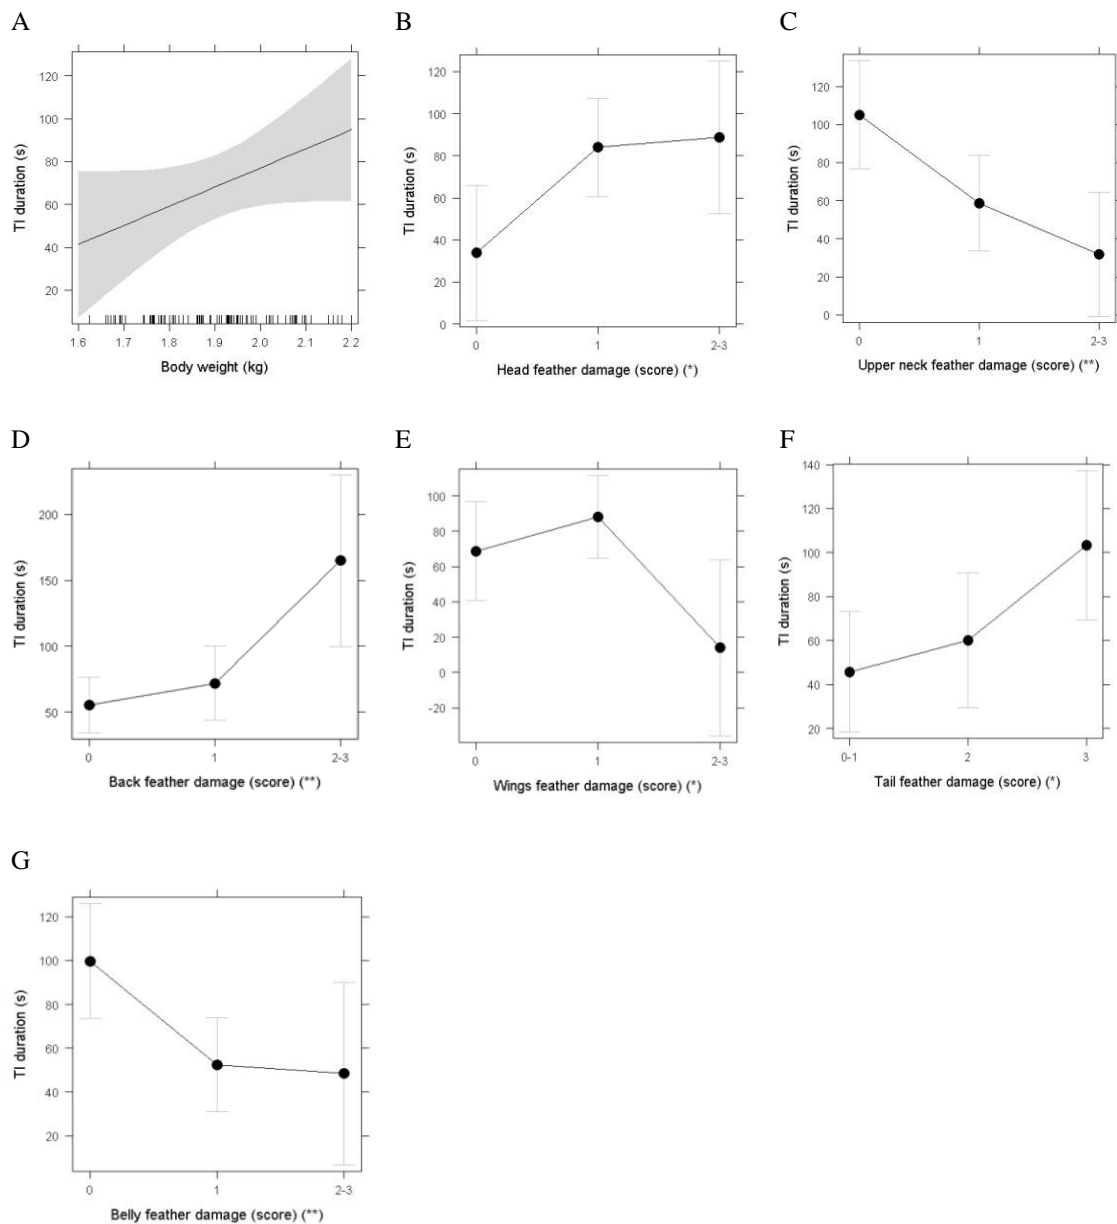 A
TI duration (s)
120
100
80
60
40
20
1.6 1.7 1.8 1.9 2.0 2.1 2.2
Body weight (kg)
B
TI duration (s)
120
100
80
60
40
20
0
0 1 2-3
Head feather damage (score) (*)
C
TI duration (s)
120
100
80
60
40
20
0
0 1 2-3
Upper neck feather damage (score) (**)
D
TI duration (s)
200
150
100
50
0 1 2-3
Back feather damage (score) (**)
E
TI duration (s)
100
80
60
40
20
0
-20
0 1 2-3
Wings feather damage (score) (*)
F
TI duration (s)
140
120
100
80
60
40
20
0-1 2 3
Tail feather damage (score) (*)
G
TI duration (s)
120
100
80
60
40
20
0 1 2-3
Belly feather damage (score) (**)